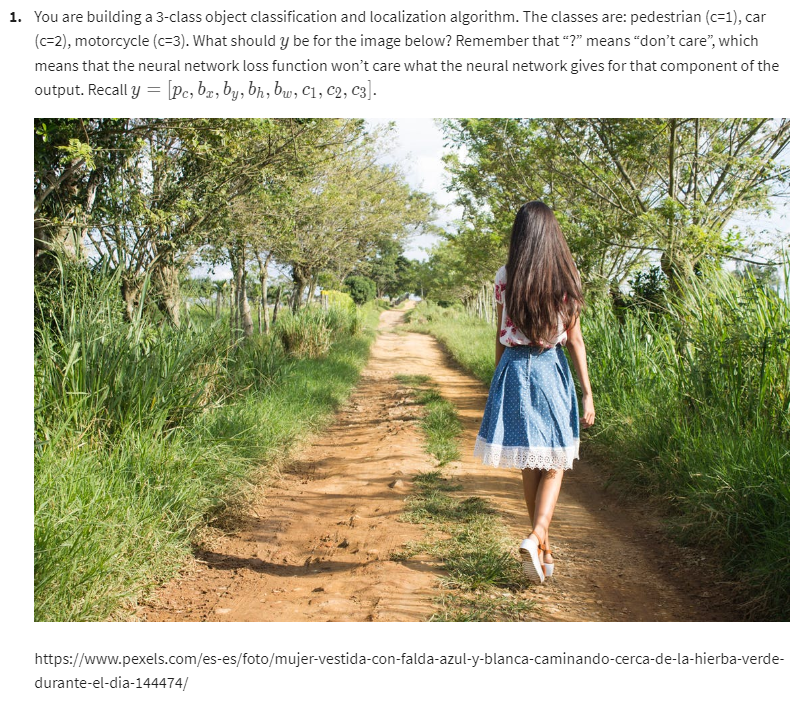 1. You are building a 3-class object classification and localization algorithm. The classes are: pedestrian (c=1), car
(c=2), motorcycle (c=3). What should y be for the image below? Remember that “?” means “don’t care”, which
means that the neural network loss function won’t care what the neural network gives for that component of the
output. Recall y = [p_c, b_x, b_y, b_h, b_w, c_1, c_2, c_3].
https://www.pexels.com/es-es/foto/mujer-vestida-con-falda-azul-y-blanca-caminando-cerca-de-la-hierba-verde-
durante-el-dia-144474/